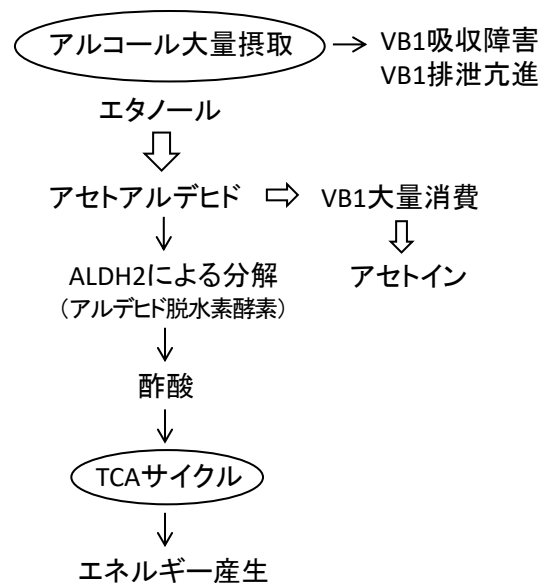 アルコール大量摂取
VB1吸収障害
VB1排泄亢進
エタノール
アセトアルデヒド
VB1大量消費
ALDH2による分解
（アルデヒド脱水素酵素）
アセトイン
酢酸
TCAサイクル
エネルギー産生